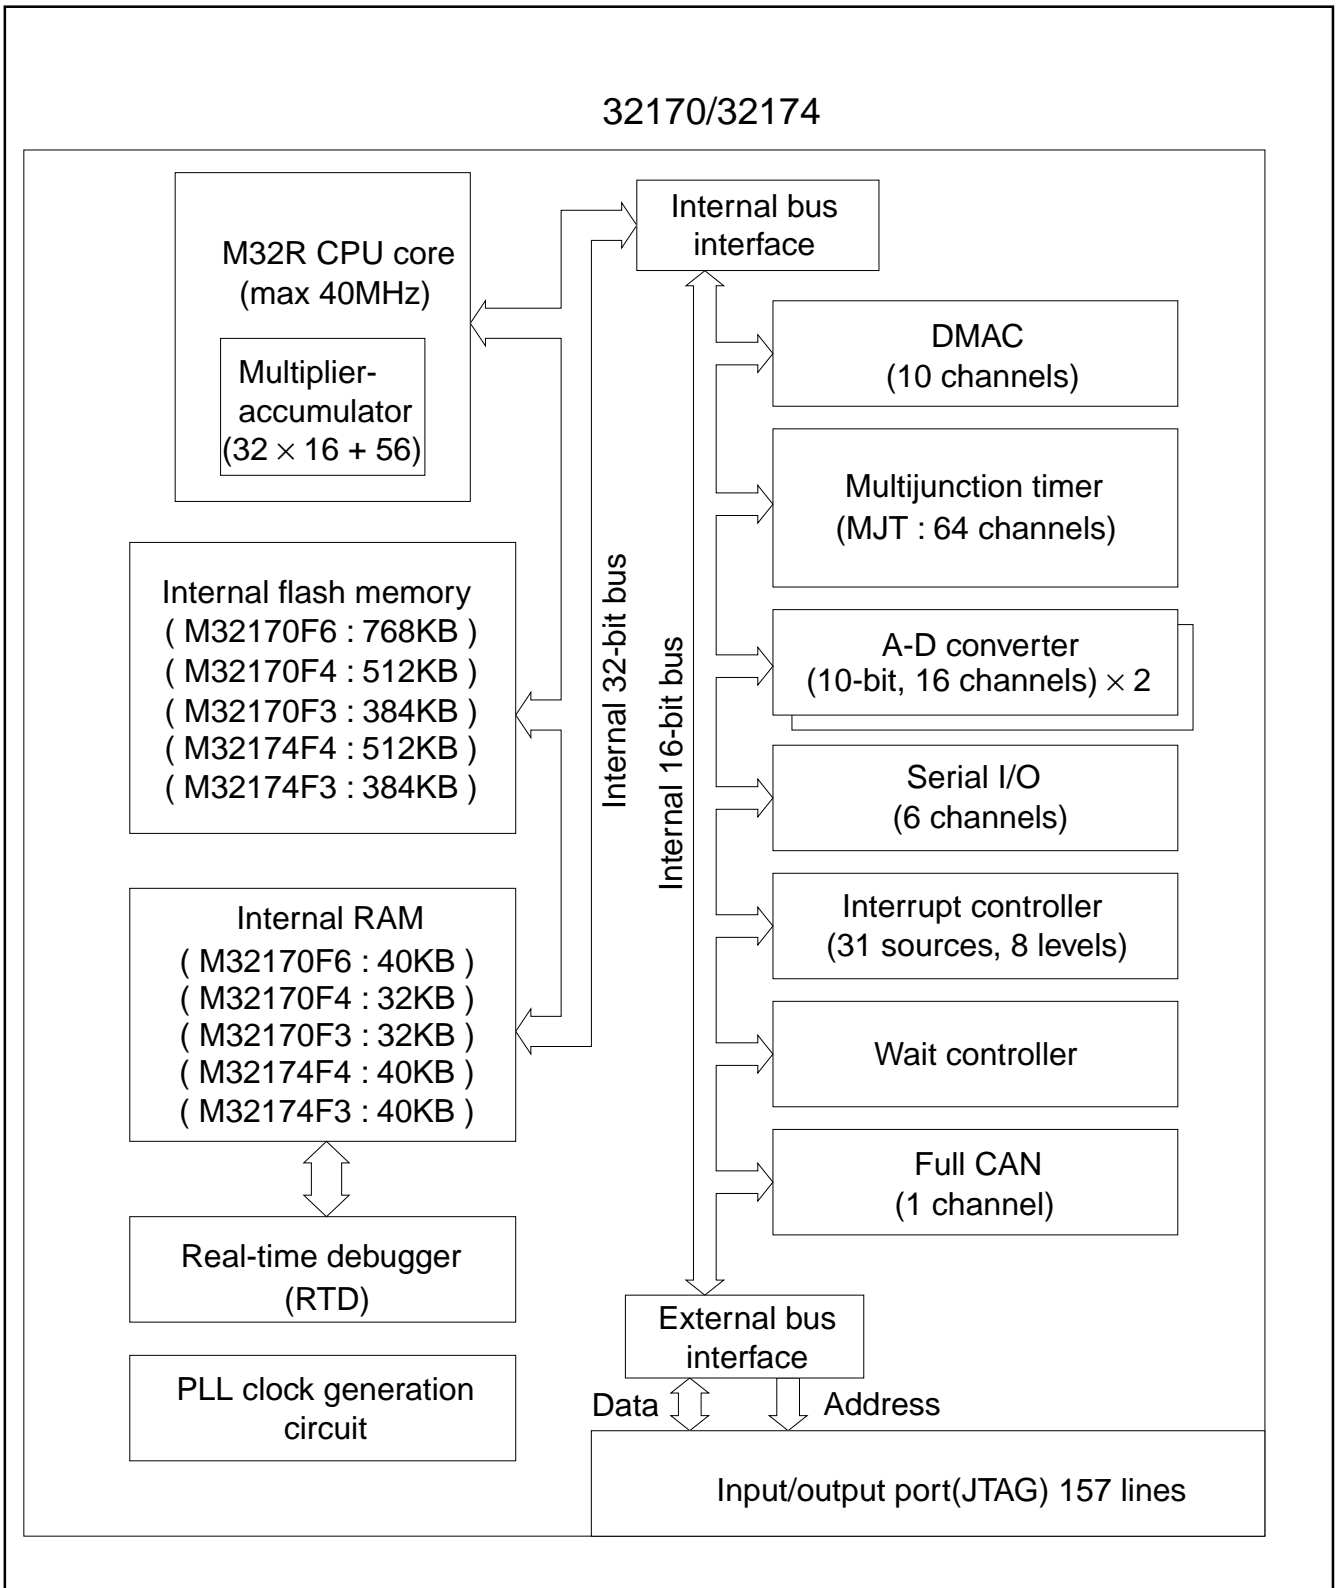 32170/32174
M32R CPU core
(max 40MHz)
Multiplier-
accumulator
(32 × 16 + 56)
Internal flash memory
( M32170F6 : 768KB )
( M32170F4 : 512KB )
( M32170F3 : 384KB )
( M32174F4 : 512KB )
( M32174F3 : 384KB )
Internal RAM
( M32170F6 : 40KB )
( M32170F4 : 32KB )
( M32170F3 : 32KB )
( M32174F4 : 40KB )
( M32174F3 : 40KB )
Real-time debugger
(RTD)
PLL clock generation
circuit
Internal 32-bit bus
Internal 16-bit bus
Internal bus
interface
DMAC
(10 channels)
Multijunction timer
(MJT : 64 channels)
A-D converter
(10-bit, 16 channels) × 2
Serial I/O
(6 channels)
Interrupt controller
(31 sources, 8 levels)
Wait controller
Full CAN
(1 channel)
External bus
interface
Data
Address
Input/output port(JTAG) 157 lines